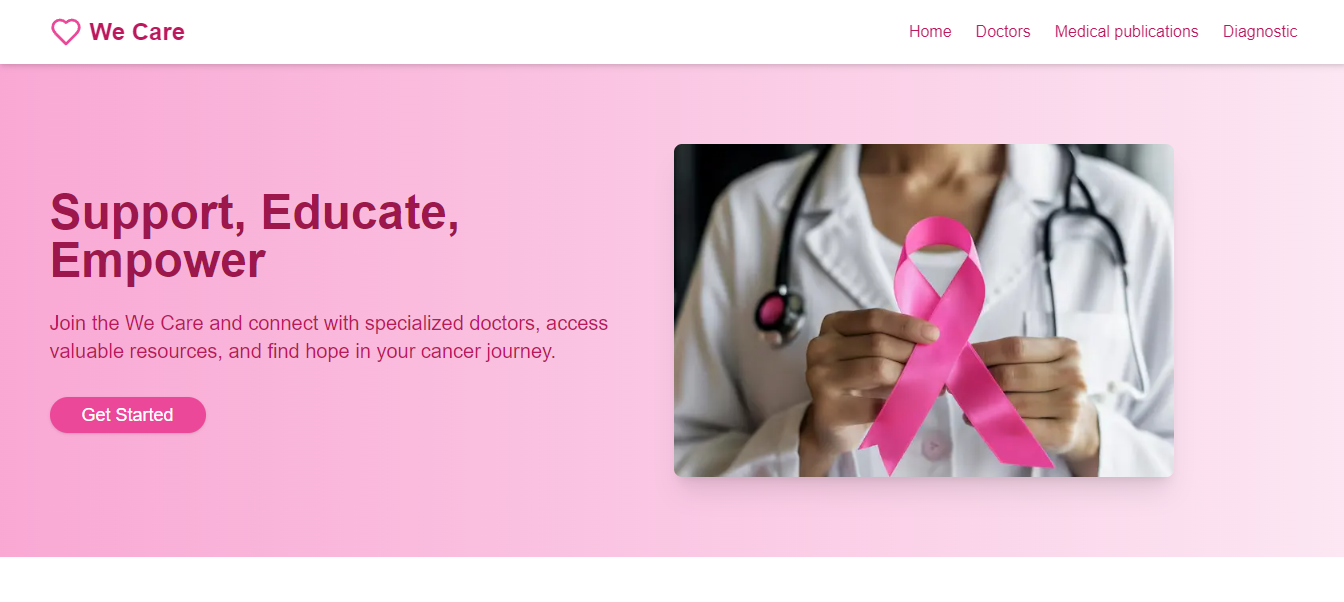 We Care
Home
Doctors
Medical publications
Diagnostic
Support, Educate,
Empower
Join the We Care and connect with specialized doctors, access
valuable resources, and find hope in your cancer journey.
Get Started